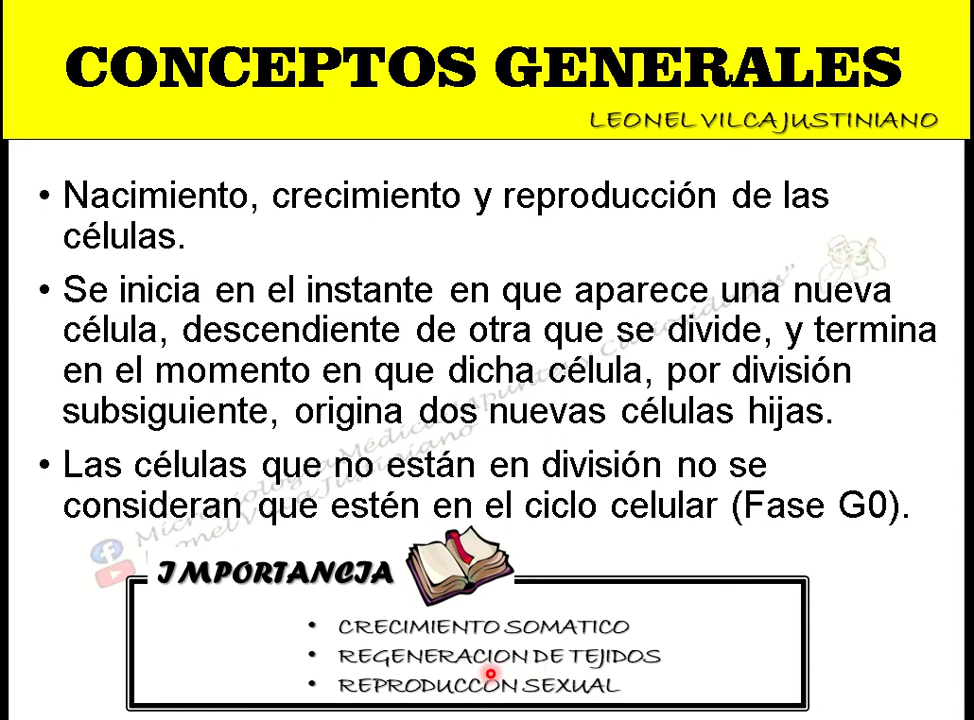 CONCEPTOS GENERALES
LEONEL VILCA JUSTINIANO
• Nacimiento, crecimiento y reproducción de las
células.
• Se inicia en el instante en que aparece una nueva
célula, descendiente de otra que se divide, y termina
en el momento en que dicha célula, por división
subsiguiente, origina dos nuevas células hijas.
• Las células que no están en división no se
consideran que estén en el ciclo celular (Fase G0).
IMPORTANCIA
• CRECIMIENTO SOMATICO
• REGENERACION DE TEJIDOS
• REPRODUCCON SEXUAL